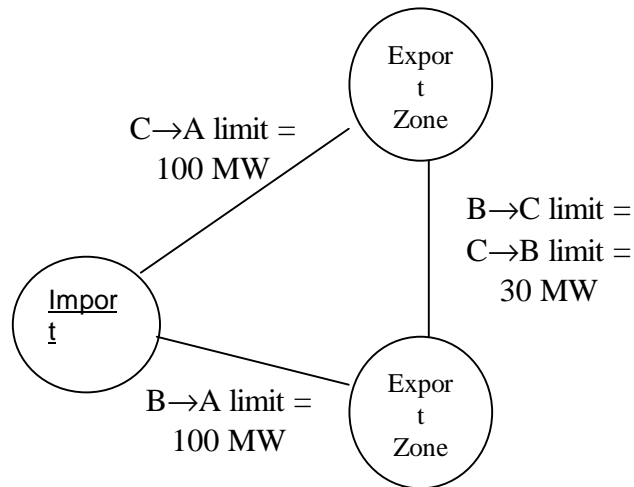 Expor
t
Zone
C→A limit =
100 MW
B→C limit =
C→B limit =
30 MW
Impor
t
Expor
t
Zone
B→A limit =
100 MW